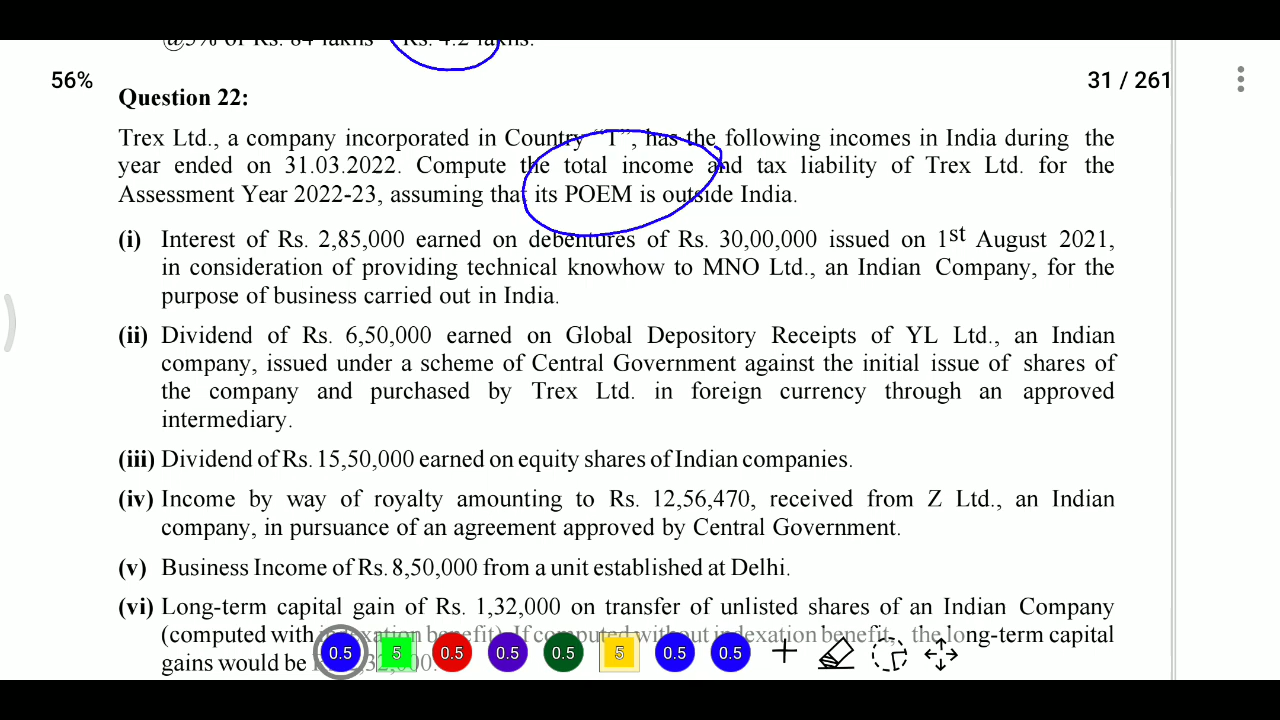 @5% of Rs. 84 lakhs Rs. 4.2 lakhs.
56%
31 / 261
Question 22:
Trex Ltd., a company incorporated in Country "T", has the following incomes in India during the
year ended on 31.03.2022. Compute the total income and tax liability of Trex Ltd. for the
Assessment Year 2022-23, assuming that its POEM is outside India.
(i) Interest of Rs. 2,85,000 earned on debentures of Rs. 30,00,000 issued on 1st August 2021,
in consideration of providing technical knowhow to MNO Ltd., an Indian Company, for the
purpose of business carried out in India.
(ii) Dividend of Rs. 6,50,000 earned on Global Depository Receipts of YL Ltd., an Indian
company, issued under a scheme of Central Government against the initial issue of shares of
the company and purchased by Trex Ltd. in foreign currency through an approved
intermediary.
(iii) Dividend of Rs. 15,50,000 earned on equity shares of Indian companies.
(iv) Income by way of royalty amounting to Rs. 12,56,470, received from Z Ltd., an Indian
company, in pursuance of an agreement approved by Central Government.
(v) Business Income of Rs. 8,50,000 from a unit established at Delhi.
(vi) Long-term capital gain of Rs. 1,32,000 on transfer of unlisted shares of an Indian Company
(computed with indexation benefit). If computed without indexation benefit, the long-term capital
gains would be
0.5 5 0.5 0.5 0.5 5 0.5 0.5